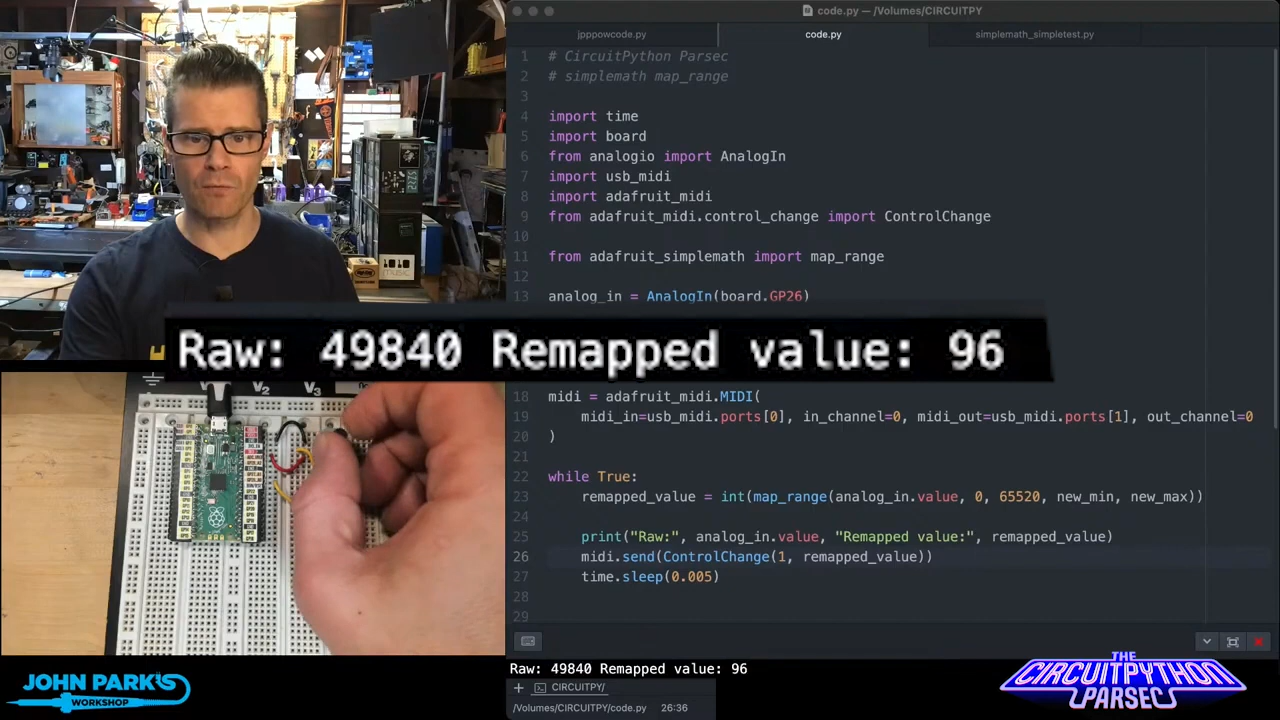 code.py — /Volumes/CIRCUITPY
jpppowcode.py
code.py
simplemath_simpletest.py
1 # CircuitPython Parsec
2 # simplemath map_range
3
4 import time
5 import board
6 from analogio import AnalogIn
7 import usb_midi
8 import adafruit_midi
9 from adafruit_midi.control_change import ControlChange
10
11 from adafruit_simplemath import map_range
12
13 analog_in = AnalogIn(board.GP26)
Raw: 49840 Remapped value: 96
18 midi = adafruit_midi.MIDI(
19 midi_in=usb_midi.ports[0], in_channel=0, midi_out=usb_midi.ports[1], out_channel=0
20 )
22 while True:
23 remapped_value = int(map_range(analog_in.value, 0, 65520, new_min, new_max))
24
25 print("Raw:", analog_in.value, "Remapped value:", remapped_value)
26 midi.send(ControlChange(1, remapped_value))
27 time.sleep(0.005)
28
29
V2
V3
Raw: 49840 Remapped value: 96
CIRCUITPY/
/Volumes/CIRCUITPY/code.py 26:36
JOHN PARK'S
WORKSHOP
THE
CIRCUITPYTHON
PARSEC